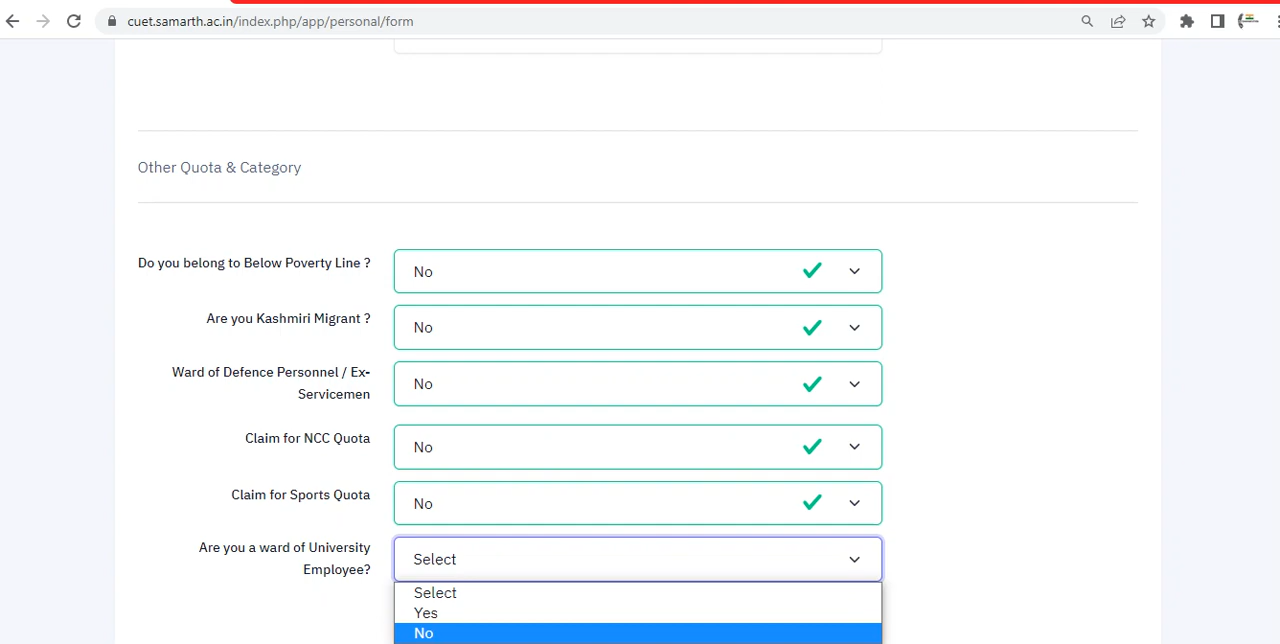 cuet.samarth.ac.in/index.php/app/personal/form
Other Quota & Category
Do you belong to Below Poverty Line ?
No
Are you Kashmiri Migrant ?
No
Ward of Defence Personnel / Ex-
Servicemen
No
Claim for NCC Quota
No
Claim for Sports Quota
No
Are you a ward of University
Employee?
Select
Select
Yes
No